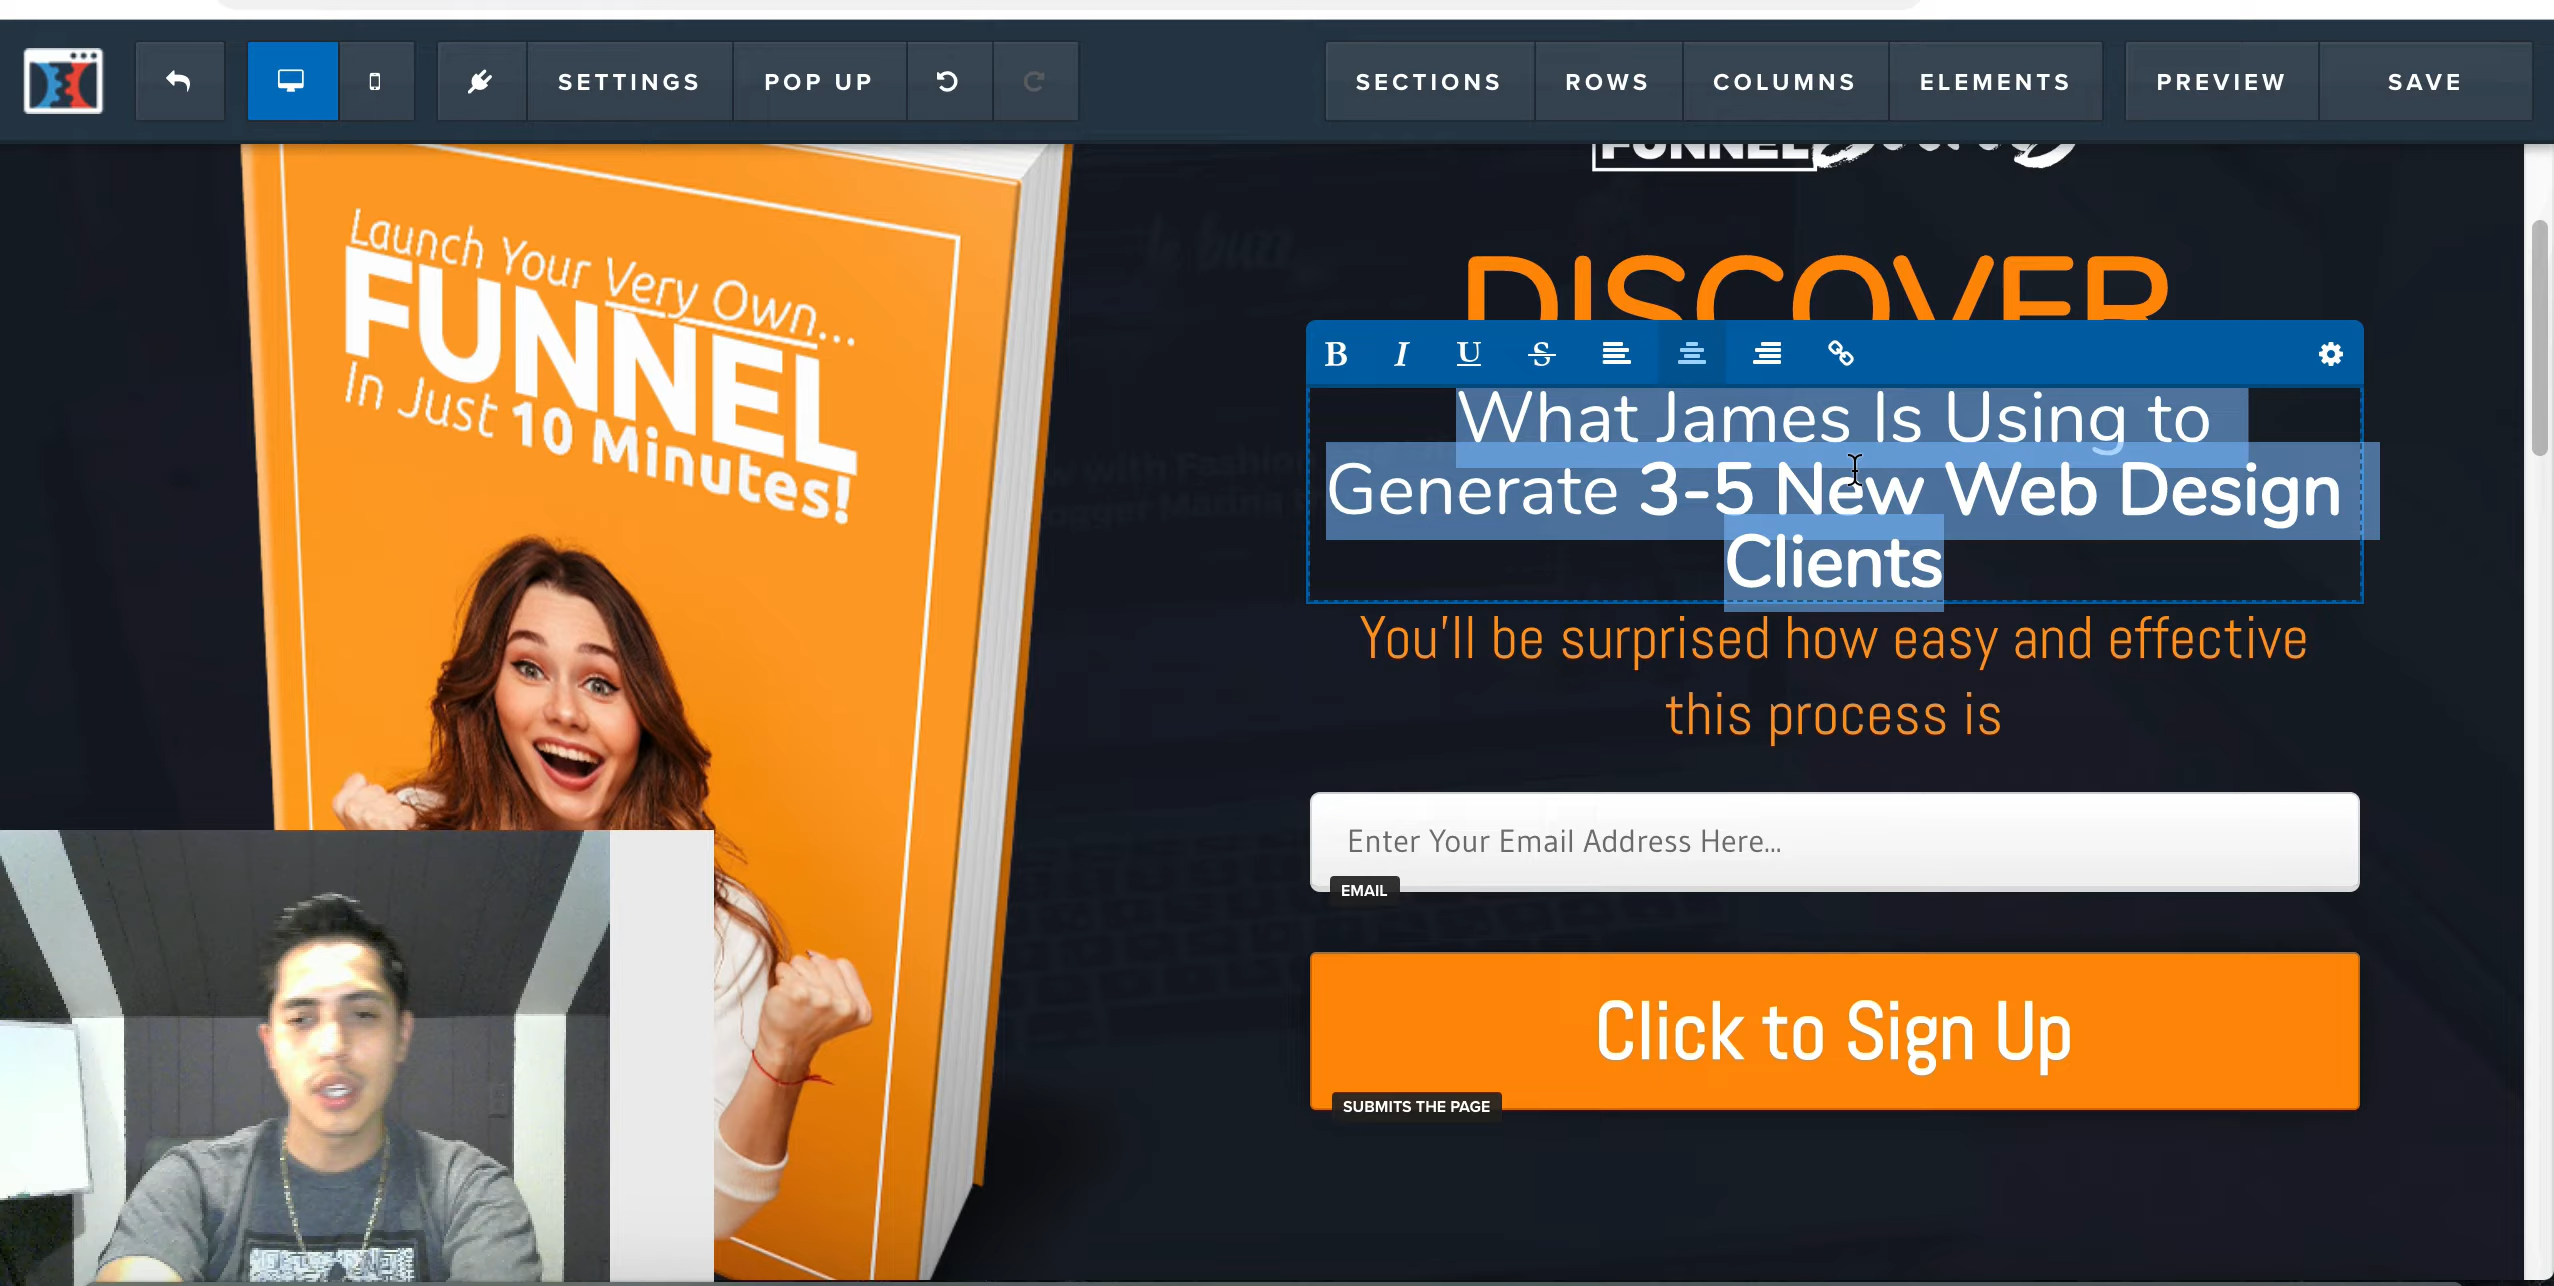 SETTINGS
POP UP
SECTIONS
ROWS
COLUMNS
ELEMENTS
PREVIEW
SAVE
Launch Your Very Own...
FUNNEL
In Just 10 Minutes!
FUNNEL
DISCOVER
B I U S
What James Is Using to
Generate 3-5 New Web Design
Clients
You'll be surprised how easy and effective
this process is
Enter Your Email Address Here...
EMAIL
Click to Sign Up
SUBMITS THE PAGE